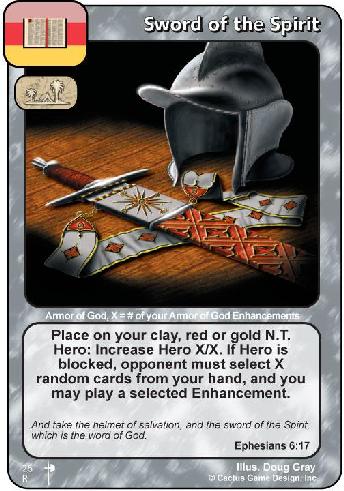 Sword of the Spirit
Armor of God, X = # of your Armor of God Enhancements
Place on your clay, red or gold N.T.
Hero: Increase Hero X/X. If Hero is
blocked, opponent must select X
random cards from your hand, and you
may play a selected Enhancement.
And take the helmet of salvation, and the sword of the Spirit
which is the word of God.
Ephesians 6:17
25
R
Illus. Doug Gray
© Cactus Game Design, Inc